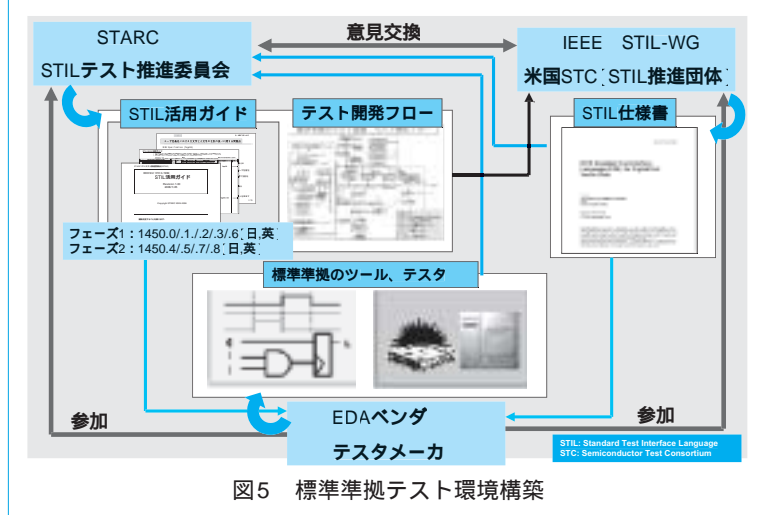 STARC
STILテスト推進委員会
意見交換
IEEE STIL-WG
米国STC[STIL推進団体]
STIL活用ガイド
テスト開発フロー
STIL仕様書
STIL活用ガイド
フェーズ1：1450.0/.1/.2/.3/.6[日,英]
フェーズ2：1450.4/.5/.7/.8[日,英]
標準準拠のツール、テスタ
参加
EDAベンダ
テスタメーカ
参加
STIL: Standard Test Interface Language
STC: Semiconductor Test Consortium
図5 標準準拠テスト環境構築